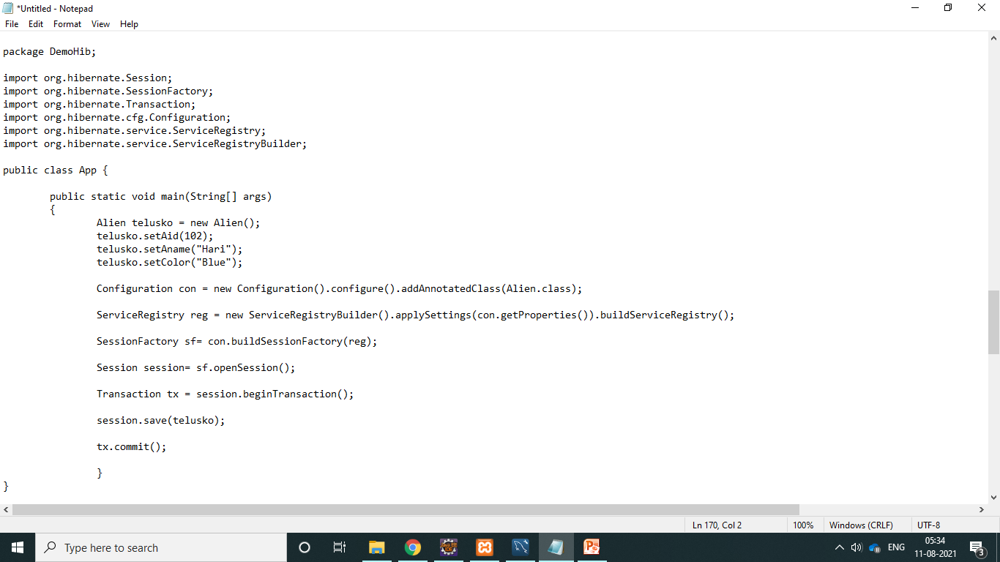 *Untitled - Notepad
File Edit Format View Help
package DemoHib;
import org.hibernate.Session;
import org.hibernate.SessionFactory;
import org.hibernate.Transaction;
import org.hibernate.cfg.Configuration;
import org.hibernate.service.ServiceRegistry;
import org.hibernate.service.ServiceRegistryBuilder;
public class App {
public static void main(String[] args)
{
Alien telusko = new Alien();
telusko.setAid(102);
telusko.setAname("Hari");
telusko.setColor("Blue");
Configuration con = new Configuration().configure().addAnnotatedClass(Alien.class);
ServiceRegistry reg = new ServiceRegistryBuilder().applySettings(con.getProperties()).buildServiceRegistry();
SessionFactory sf= con.buildSessionFactory(reg);
Session session= sf.openSession();
Transaction tx = session.beginTransaction();
session.save(telusko);
tx.commit();
}
}
Ln 170, Col 2 100% Windows (CRLF) UTF-8
Type here to search ENG 05:34
11-08-2021 3